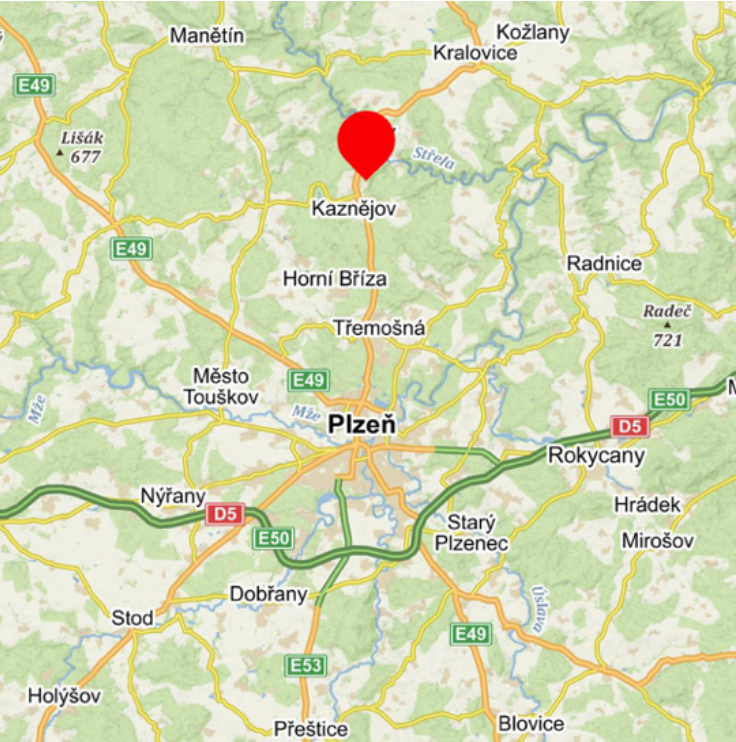 Manětín
Kožlany
Kralovice
E49
Lišák
677
Střela
Kaznějov
E49
Radnice
Horní Bříza
Radeč
721
Třemošná
Město
Touškov
E49
E50
Mže
Mže
Plzeň
D5
Rokycany
Nýřany
D5
Hrádek
E50
Starý
Plzenec
Mirošov
Dobřany
Úslava
Stod
E49
E53
Holýšov
Přeštice
Blovice